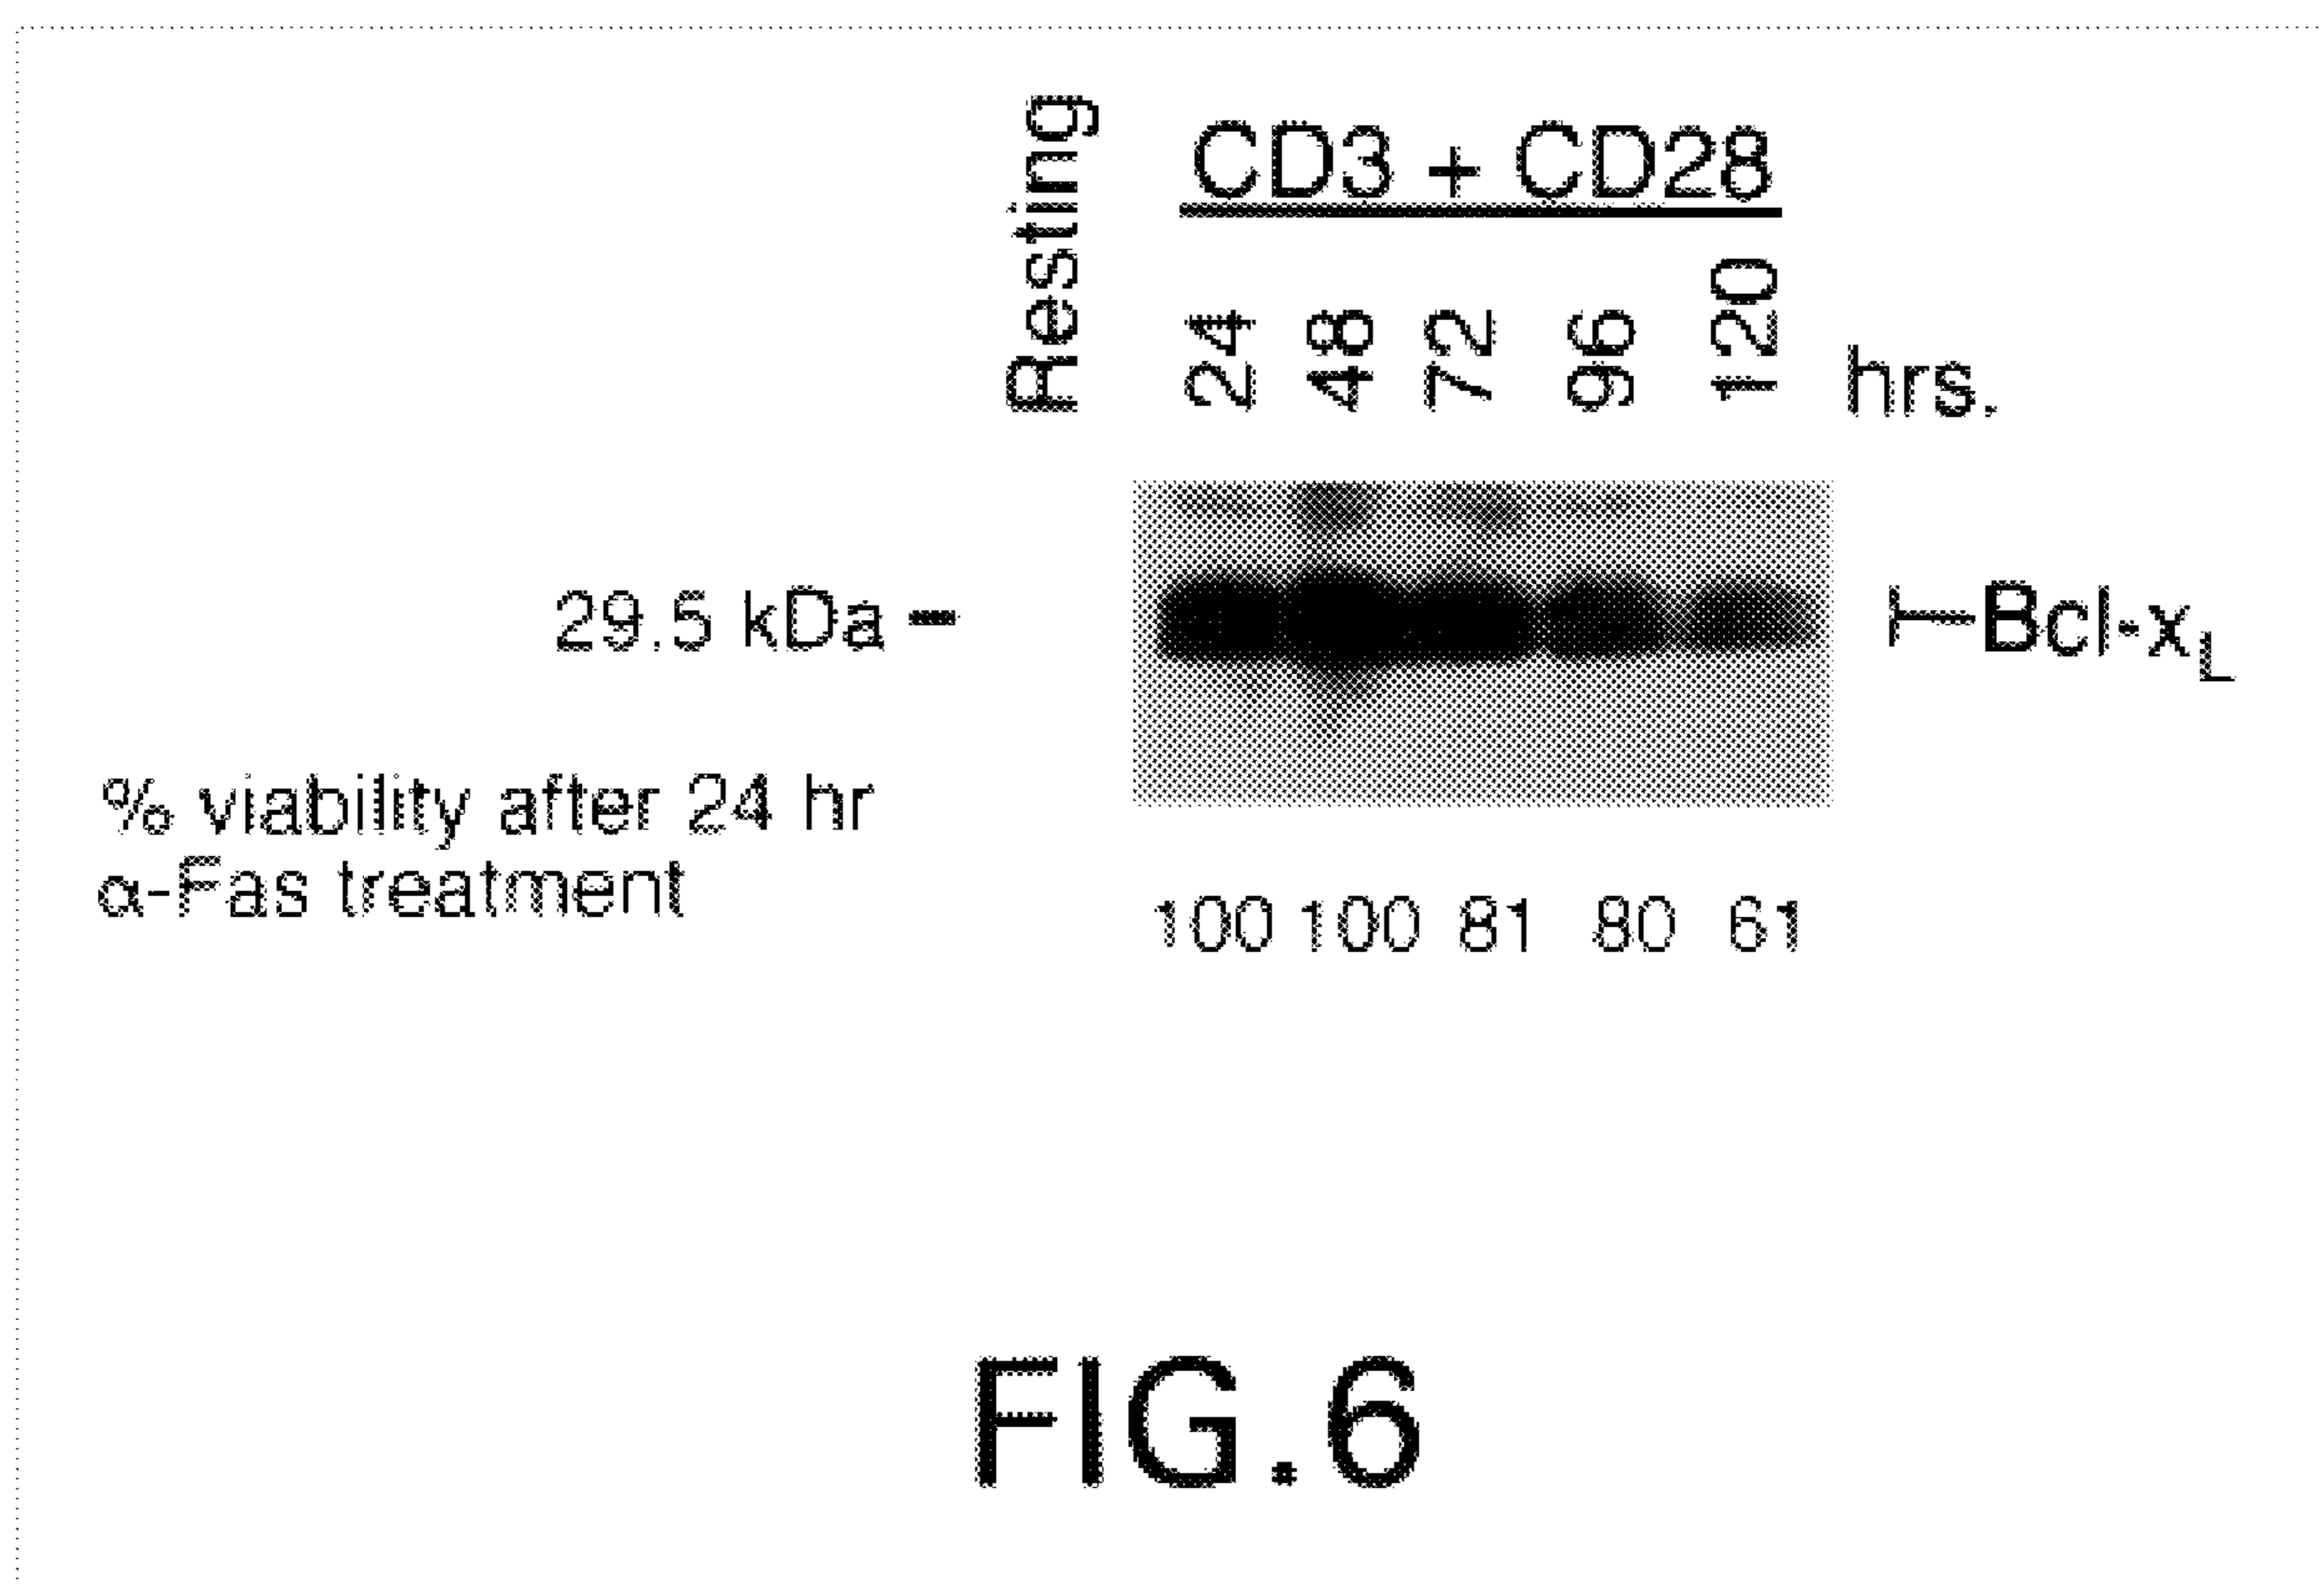 Resting
CD3 + CD28
24 48 72 96 120 hrs.
29.5 kDa
Bcl-xL
% viability after 24 hr
α-Fas treatment
100 100 81 80 61
FIG.6